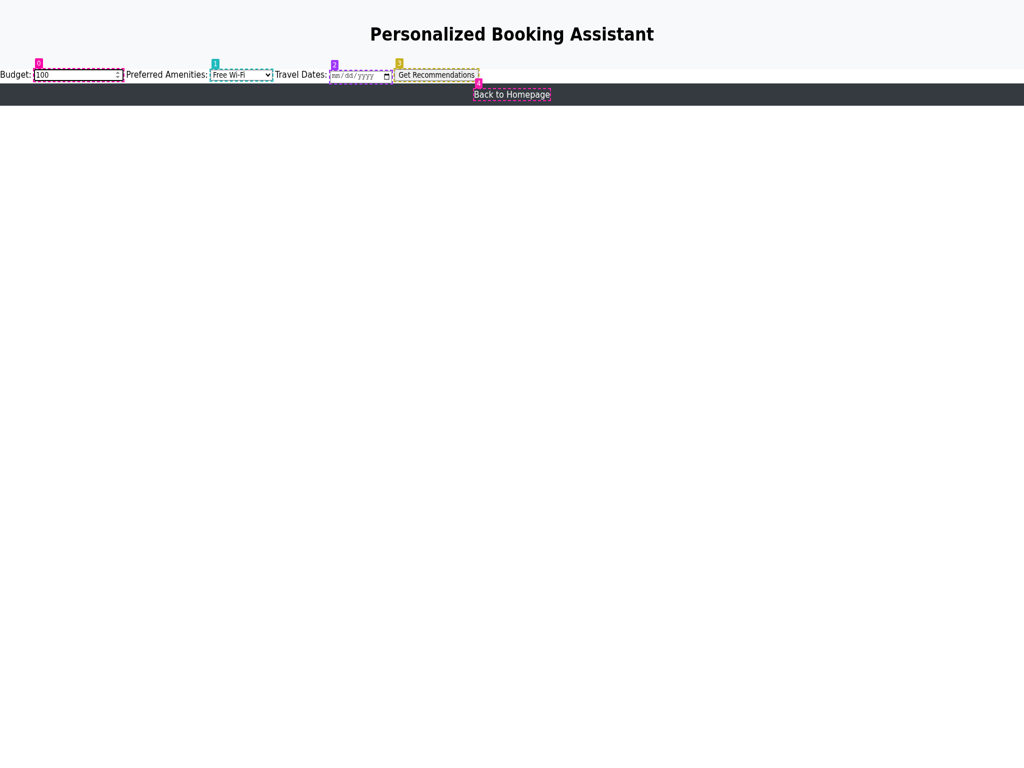 Personalized Booking Assistant
0 1 2 3
Budget: 100 Preferred Amenities: Free Wi-Fi Travel Dates: mm/dd/yyyy Get Recommendations
4
Back to Homepage